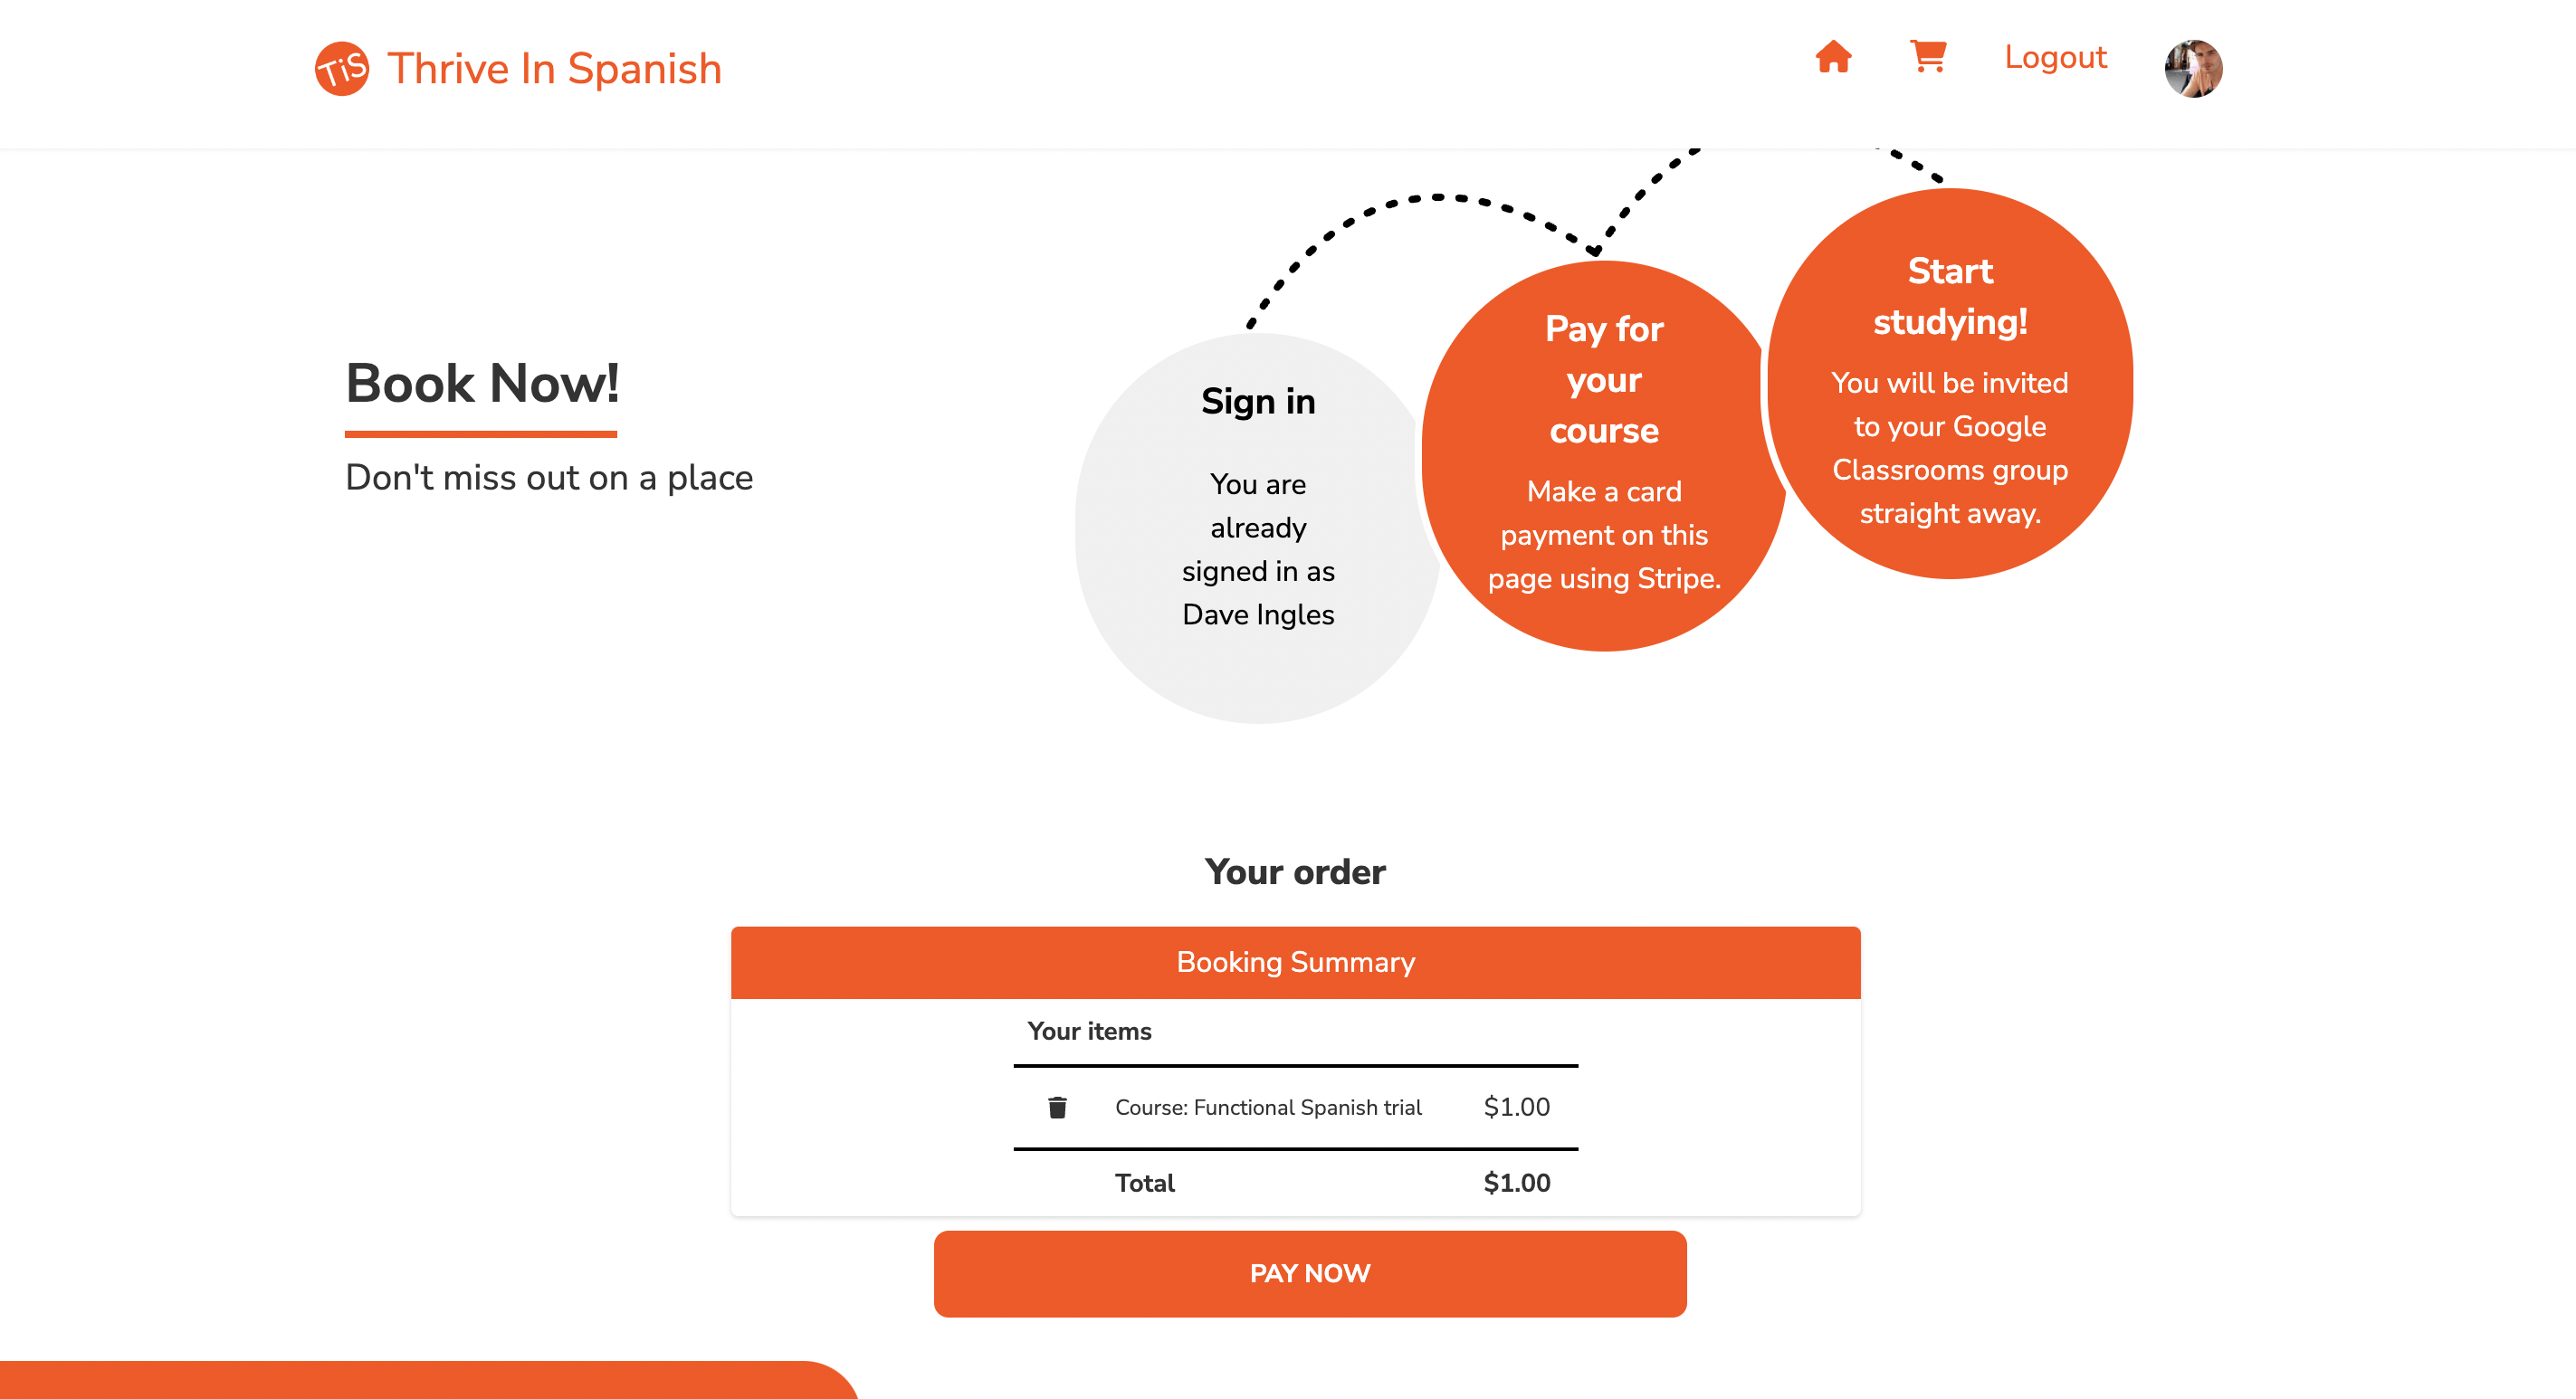 TiS Thrive In Spanish
Logout
Book Now!
Don't miss out on a place
Sign in
You are
already
signed in as
Dave Ingles
Pay for
your
course
Make a card
payment on this
page using Stripe.
Start
studying!
You will be invited
to your Google
Classrooms group
straight away.
Your order
Booking Summary
Your items
Course: Functional Spanish trial $1.00
Total $1.00
PAY NOW